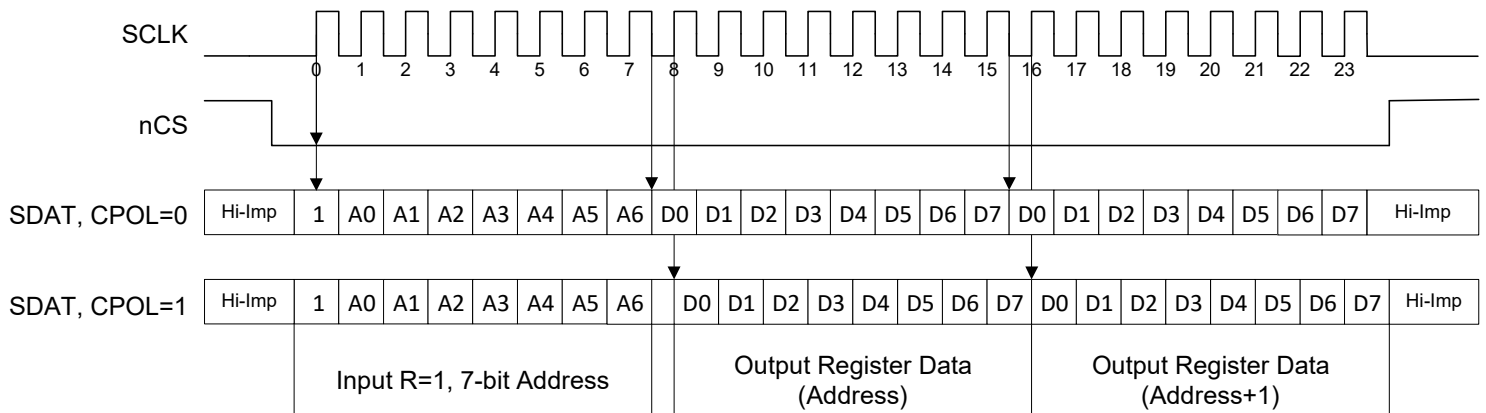 SCLK
0 1 2 3 4 5 6 7 8 9 10 11 12 13 14 15 16 17 18 19 20 21 22 23
nCS
SDAT, CPOL=0 Hi-Imp 1 A0 A1 A2 A3 A4 A5 A6 D0 D1 D2 D3 D4 D5 D6 D7 D0 D1 D2 D3 D4 D5 D6 D7 Hi-Imp
SDAT, CPOL=1 Hi-Imp 1 A0 A1 A2 A3 A4 A5 A6 D0 D1 D2 D3 D4 D5 D6 D7 D0 D1 D2 D3 D4 D5 D6 D7 Hi-Imp
Input R=1, 7-bit Address
Output Register Data
(Address)
Output Register Data
(Address+1)